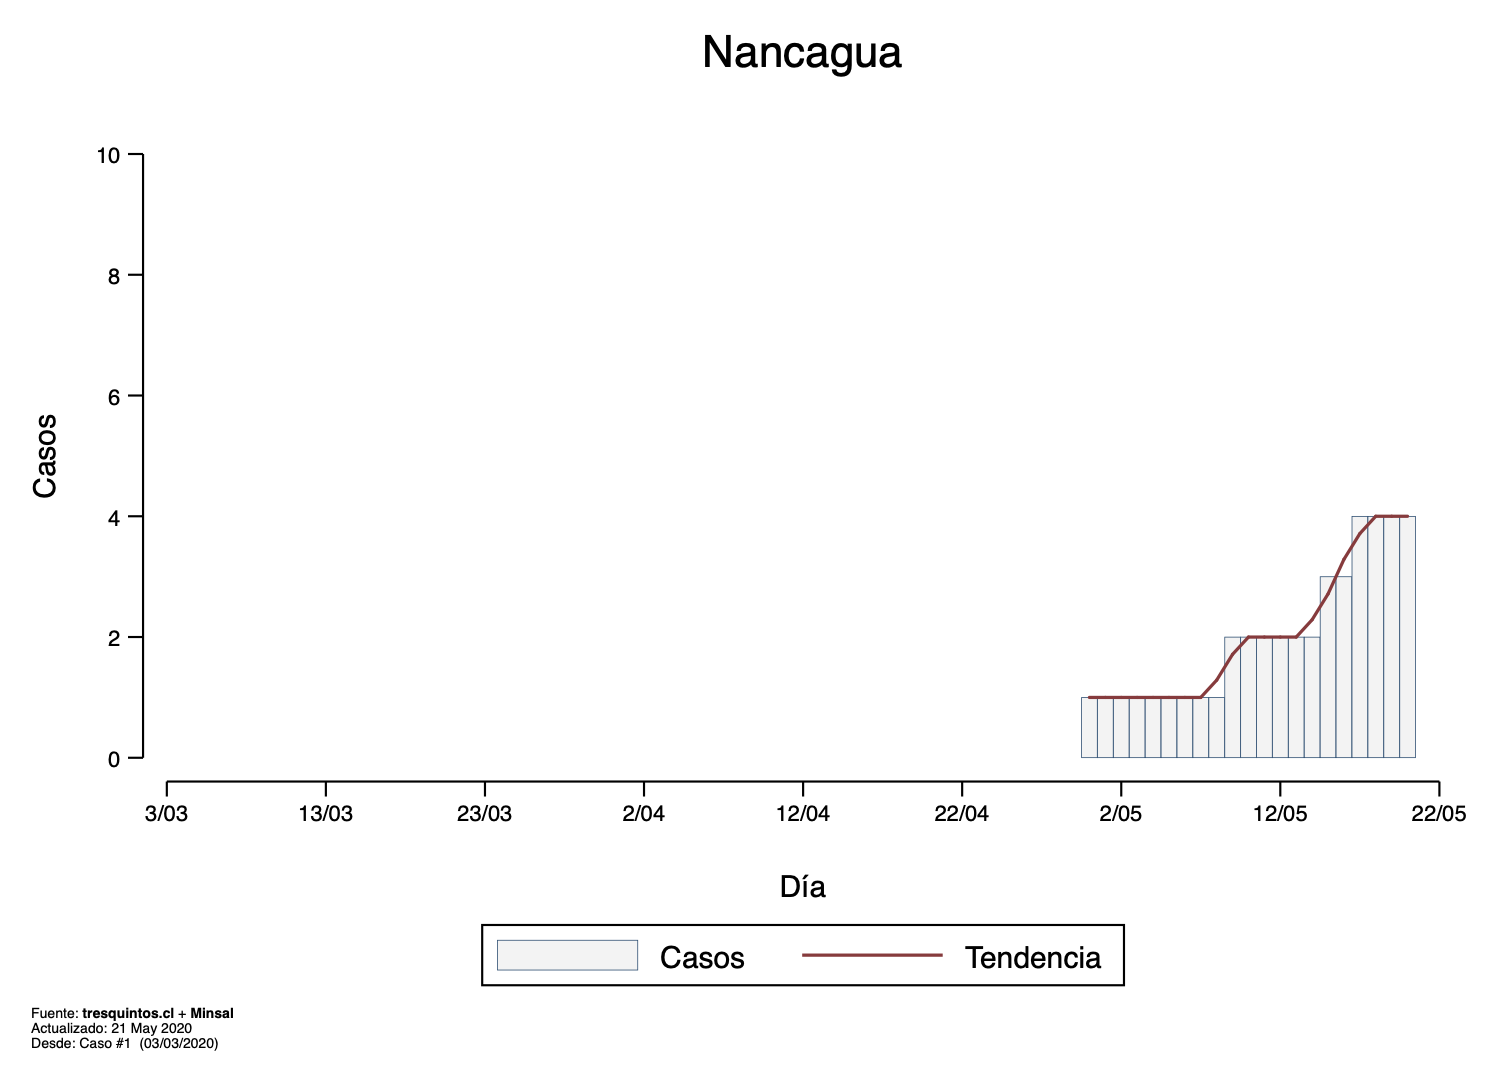 Nancagua
10
8
6
4
2
0
Casos
3/03 13/03 23/03 2/04 12/04 22/04 2/05 12/05 22/05
Día
Casos Tendencia
Fuente: tresquintos.cl + Minsal
Actualizado: 21 May 2020
Desde: Caso #1 (03/03/2020)